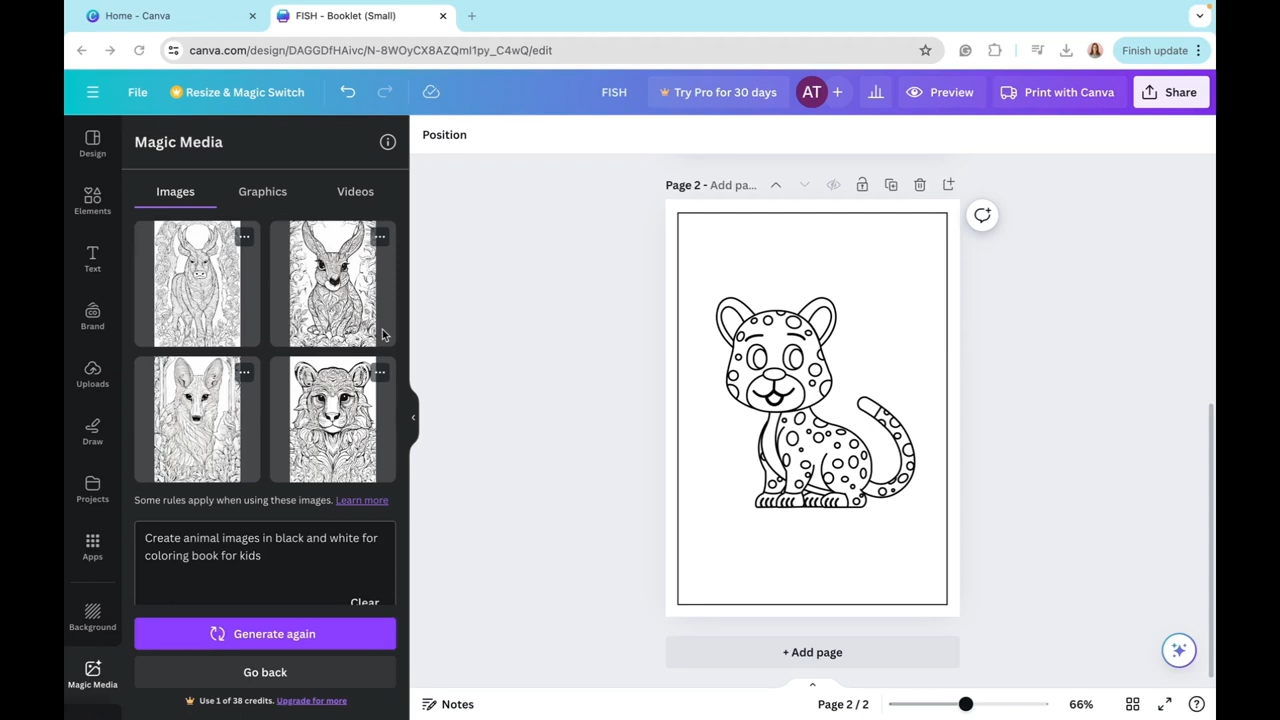 Home - Canva
FISH - Booklet (Small)
canva.com/design/DAGGDfHAivc/N-8WOyCX8AZQmI1py_C4wQ/edit
Finish update
File
Resize & Magic Switch
FISH
Try Pro for 30 days
AT
Preview
Print with Canva
Share
Design
Elements
Text
Brand
Uploads
Draw
Projects
Apps
Background
Magic Media
Magic Media
Images
Graphics
Videos
Some rules apply when using these images. Learn more
Create animal images in black and white for
coloring book for kids
Clear
Generate again
Go back
Use 1 of 38 credits. Upgrade for more
Position
Page 2 - Add pa...
+ Add page
Notes
Page 2 / 2
66%